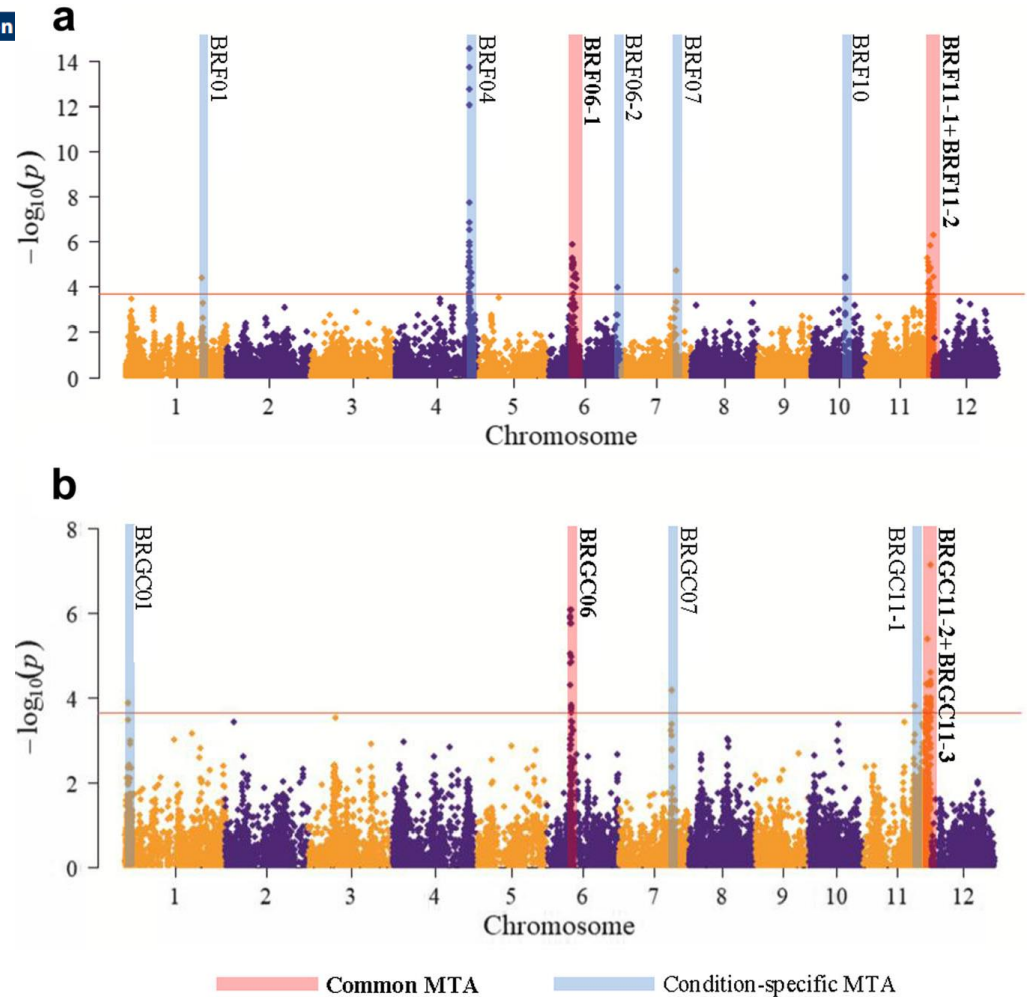 n
a
BRF01
BRF04
BRF06-1
BRF06-2
BRF07
BRF10
BRF11-1+BRF11-2
14
12
10
8
6
4
2
0
−log10(p)
1 2 3 4 5 6 7 8 9 10 11 12
Chromosome
b
BRGC01
BRGC06
BRGC07
BRGC11-1
BRGC11-2+BRGC11-3
8
6
4
2
0
−log10(p)
1 2 3 4 5 6 7 8 9 10 11 12
Chromosome
Common MTA Condition-specific MTA